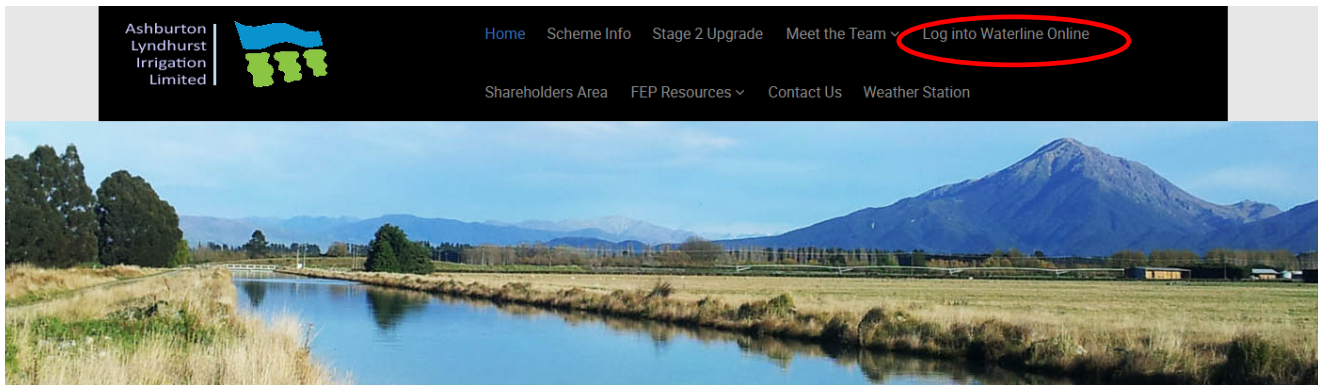 Ashburton
Lyndhurst
Irrigation
Limited
Home Scheme Info Stage 2 Upgrade Meet the Team Log into Waterline Online
Shareholders Area FEP Resources Contact Us Weather Station